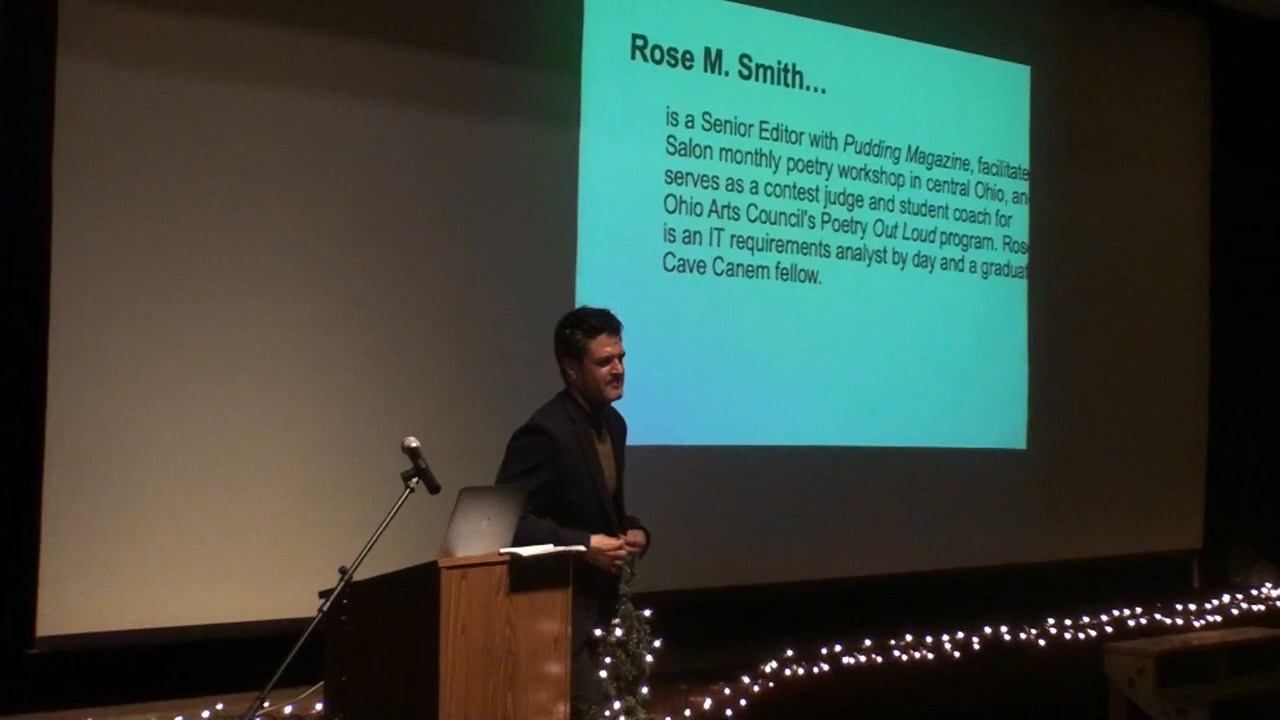 Rose M. Smith...
is a Senior Editor with Pudding Magazine, facilitate
Salon monthly poetry workshop in central Ohio, an
serves as a contest judge and student coach for
Ohio Arts Council's Poetry Out Loud program. Ros
is an IT requirements analyst by day and a graduat
Cave Canem fellow.